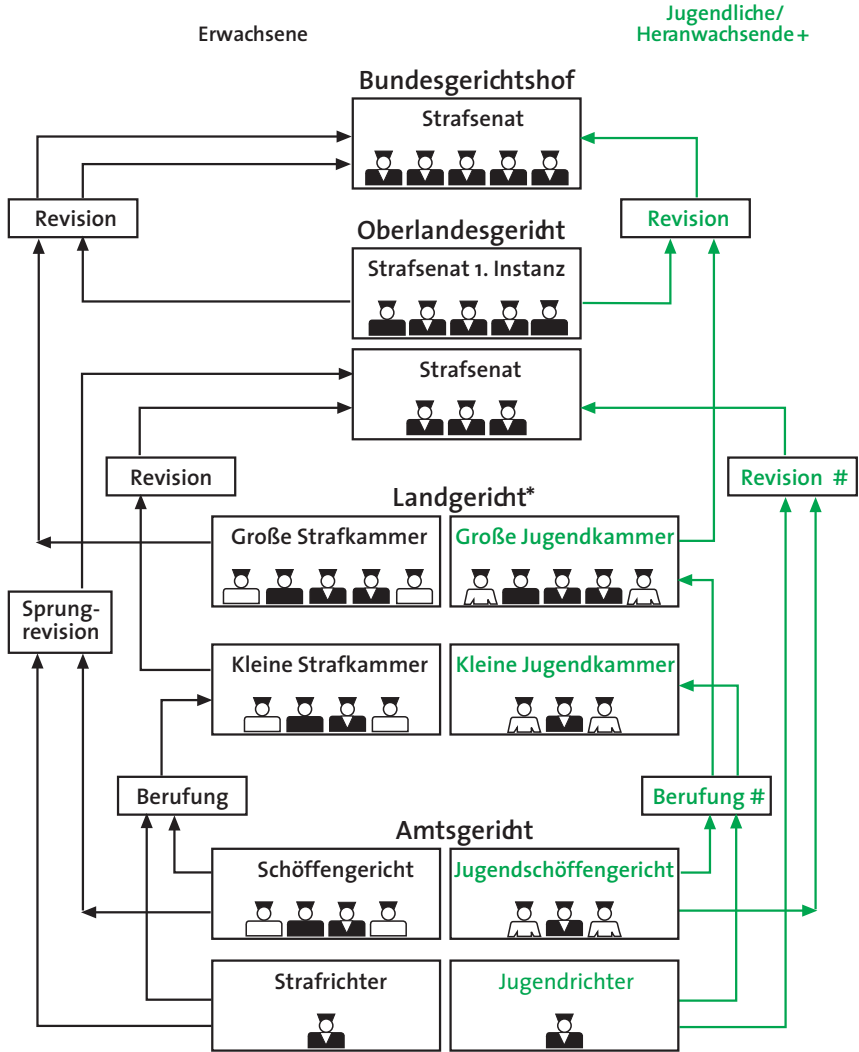 Erwachsene
Jugendliche/
Heranwachsende+
Bundesgerichtshof
Strafsenat
Revision
Revision
Oberlandesgericht
Strafsenat 1. Instanz
Strafsenat
Revision
Revision #
Landgericht*
Große Strafkammer
Große Jugendkammer
Sprung-
revision
Kleine Strafkammer
Kleine Jugendkammer
Berufung
Berufung #
Amtsgericht
Schöffengericht
Jugendschöffengericht
Strafrichter
Jugendrichter